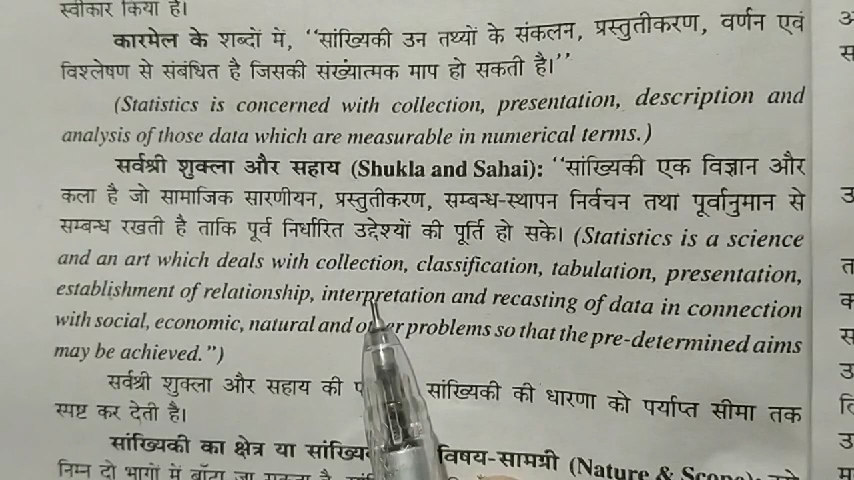 स्वीकार किया है।
कारमेल के शब्दों में, ‘‘सांख्यिकी उन तथ्यों के संकलन, प्रस्तुतीकरण, वर्णन एवं
विश्लेषण से संबंधित है जिसकी संख्यात्मक माप हो सकती है।’’
(Statistics is concerned with collection, presentation, description and
analysis of those data which are measurable in numerical terms.)
सर्वश्री शुक्ला और सहाय (Shukla and Sahai): ‘‘सांख्यिकी एक विज्ञान और
कला है जो सामाजिक सारणीयन, प्रस्तुतीकरण, सम्बन्ध-स्थापन निर्वचन तथा पूर्वानुमान से
सम्बन्ध रखती है ताकि पूर्व निर्धारित उद्देश्यों की पूर्ति हो सके। (Statistics is a science
and an art which deals with collection, classification, tabulation, presentation,
establishment of relationship, interpretation and recasting of data in connection
with social, economic, natural and other problems so that the pre-determined aims
may be achieved.”)
सर्वश्री शुक्ला और सहाय की सांख्यिकी की धारणा को पर्याप्त सीमा तक
स्पष्ट कर देती है।
सांख्यिकी का क्षेत्र या विषय-सामग्री (Nature & Scope):
निम्न दो भागों में बाँटा जा सकता है